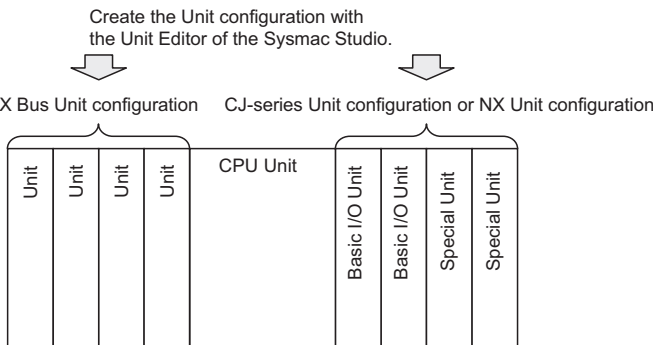 Create the Unit configuration with
the Unit Editor of the Sysmac Studio.
X Bus Unit configuration
CJ-series Unit configuration or NX Unit configuration
Unit
Unit
Unit
Unit
CPU Unit
Basic I/O Unit
Basic I/O Unit
Special Unit
Special Unit